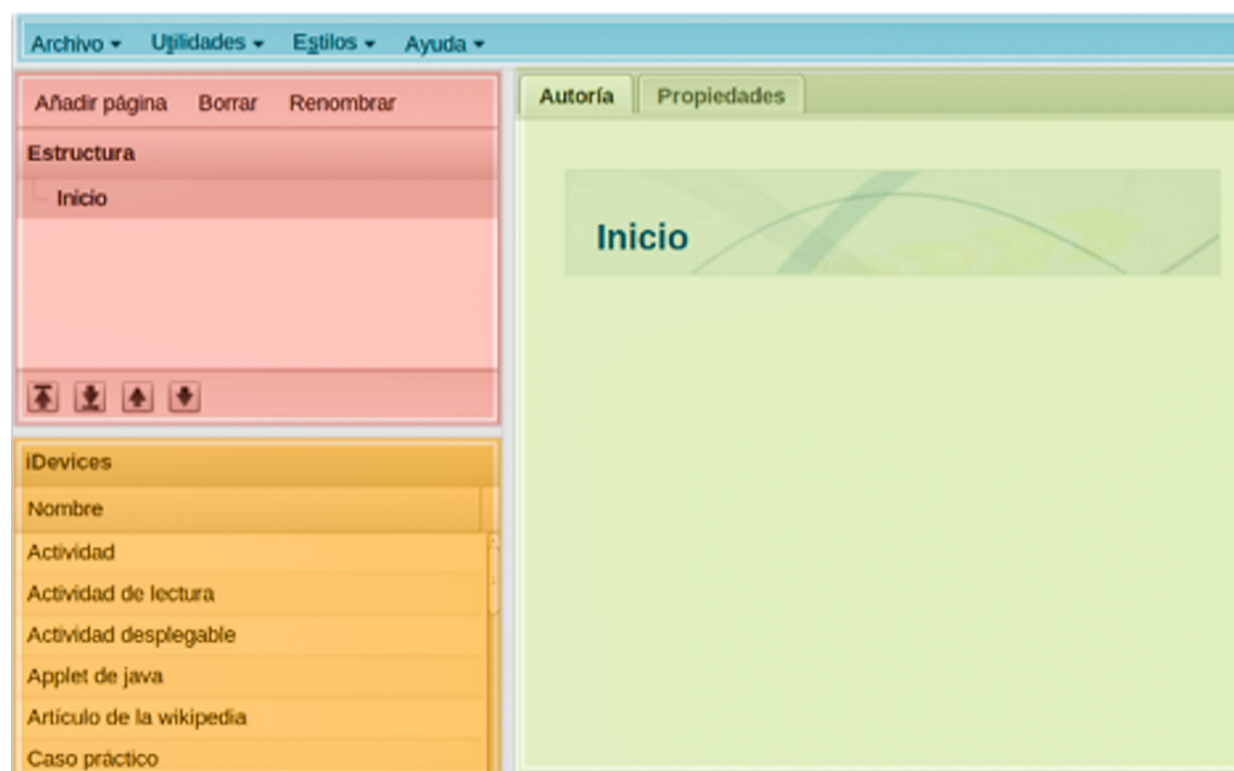 Archivo Utilidades Estilos Ayuda
Añadir página Borrar Renombrar
Estructura
Inicio
iDevices
Nombre
Actividad
Actividad de lectura
Actividad desplegable
Applet de java
Artículo de la wikipedia
Caso práctico
Autoría Propiedades
Inicio